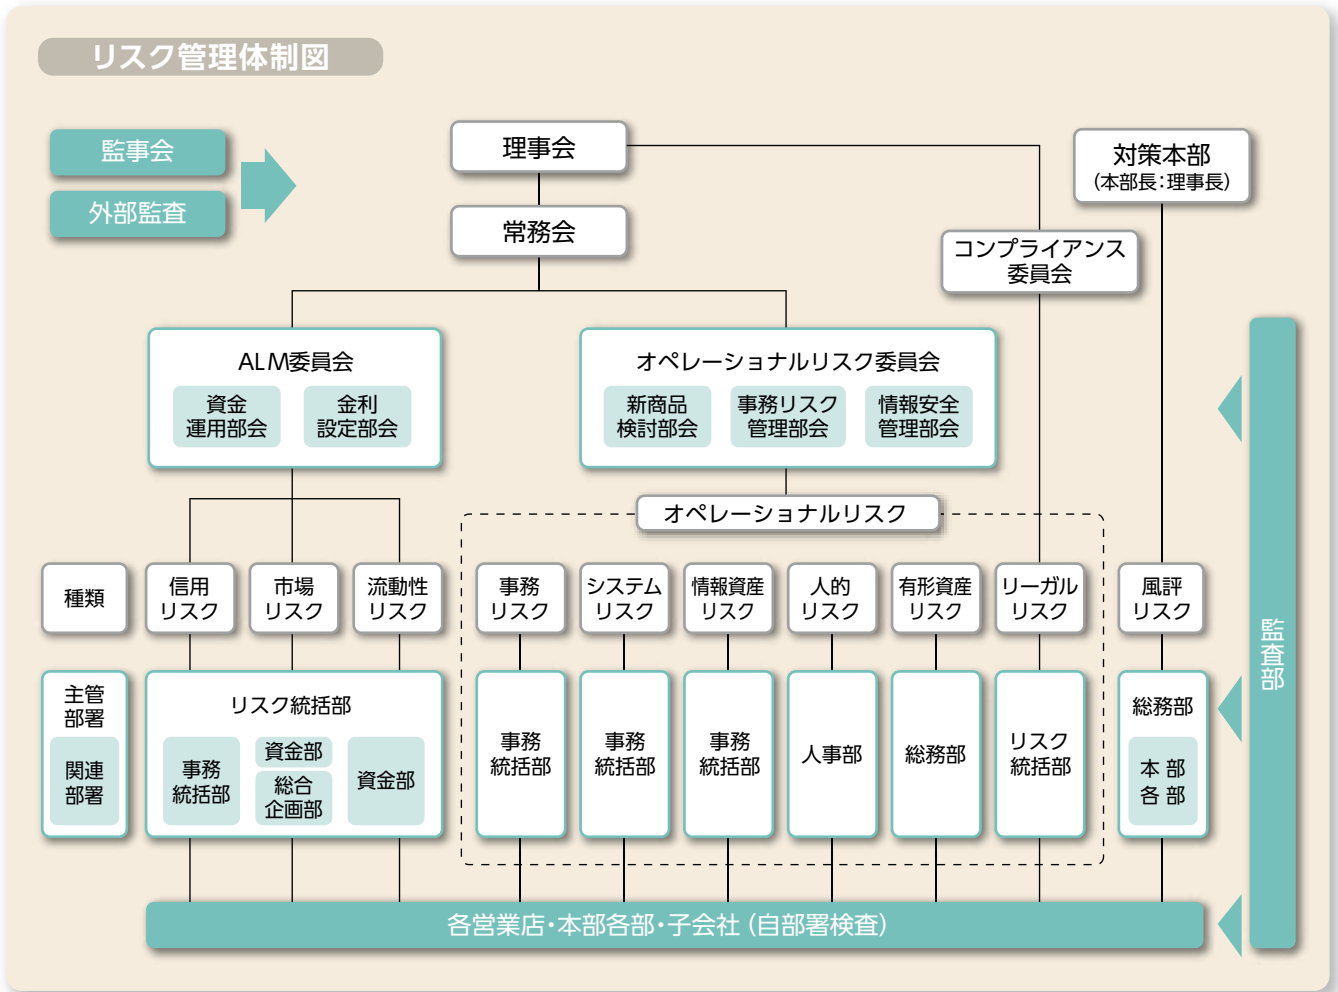 リスク管理体制図
監事会
外部監査
理事会
常務会
対策本部
(本部長:理事長)
コンプライアンス
委員会
ALM委員会
資金
運用部会
金利
設定部会
オペレーショナルリスク委員会
新商品
検討部会
事務リスク
管理部会
情報安全
管理部会
オペレーショナルリスク
種類
信用
リスク
市場
リスク
流動性
リスク
事務
リスク
システム
リスク
情報資産
リスク
人的
リスク
有形資産
リスク
リーガル
リスク
風評
リスク
主管
部署
関連
部署
リスク統括部
事務
統括部
資金部
総合
企画部
資金部
事務
統括部
事務
統括部
事務
統括部
人事部
総務部
リスク
統括部
総務部
本部
各部
監査部
各営業店・本部各部・子会社(自部署検査)